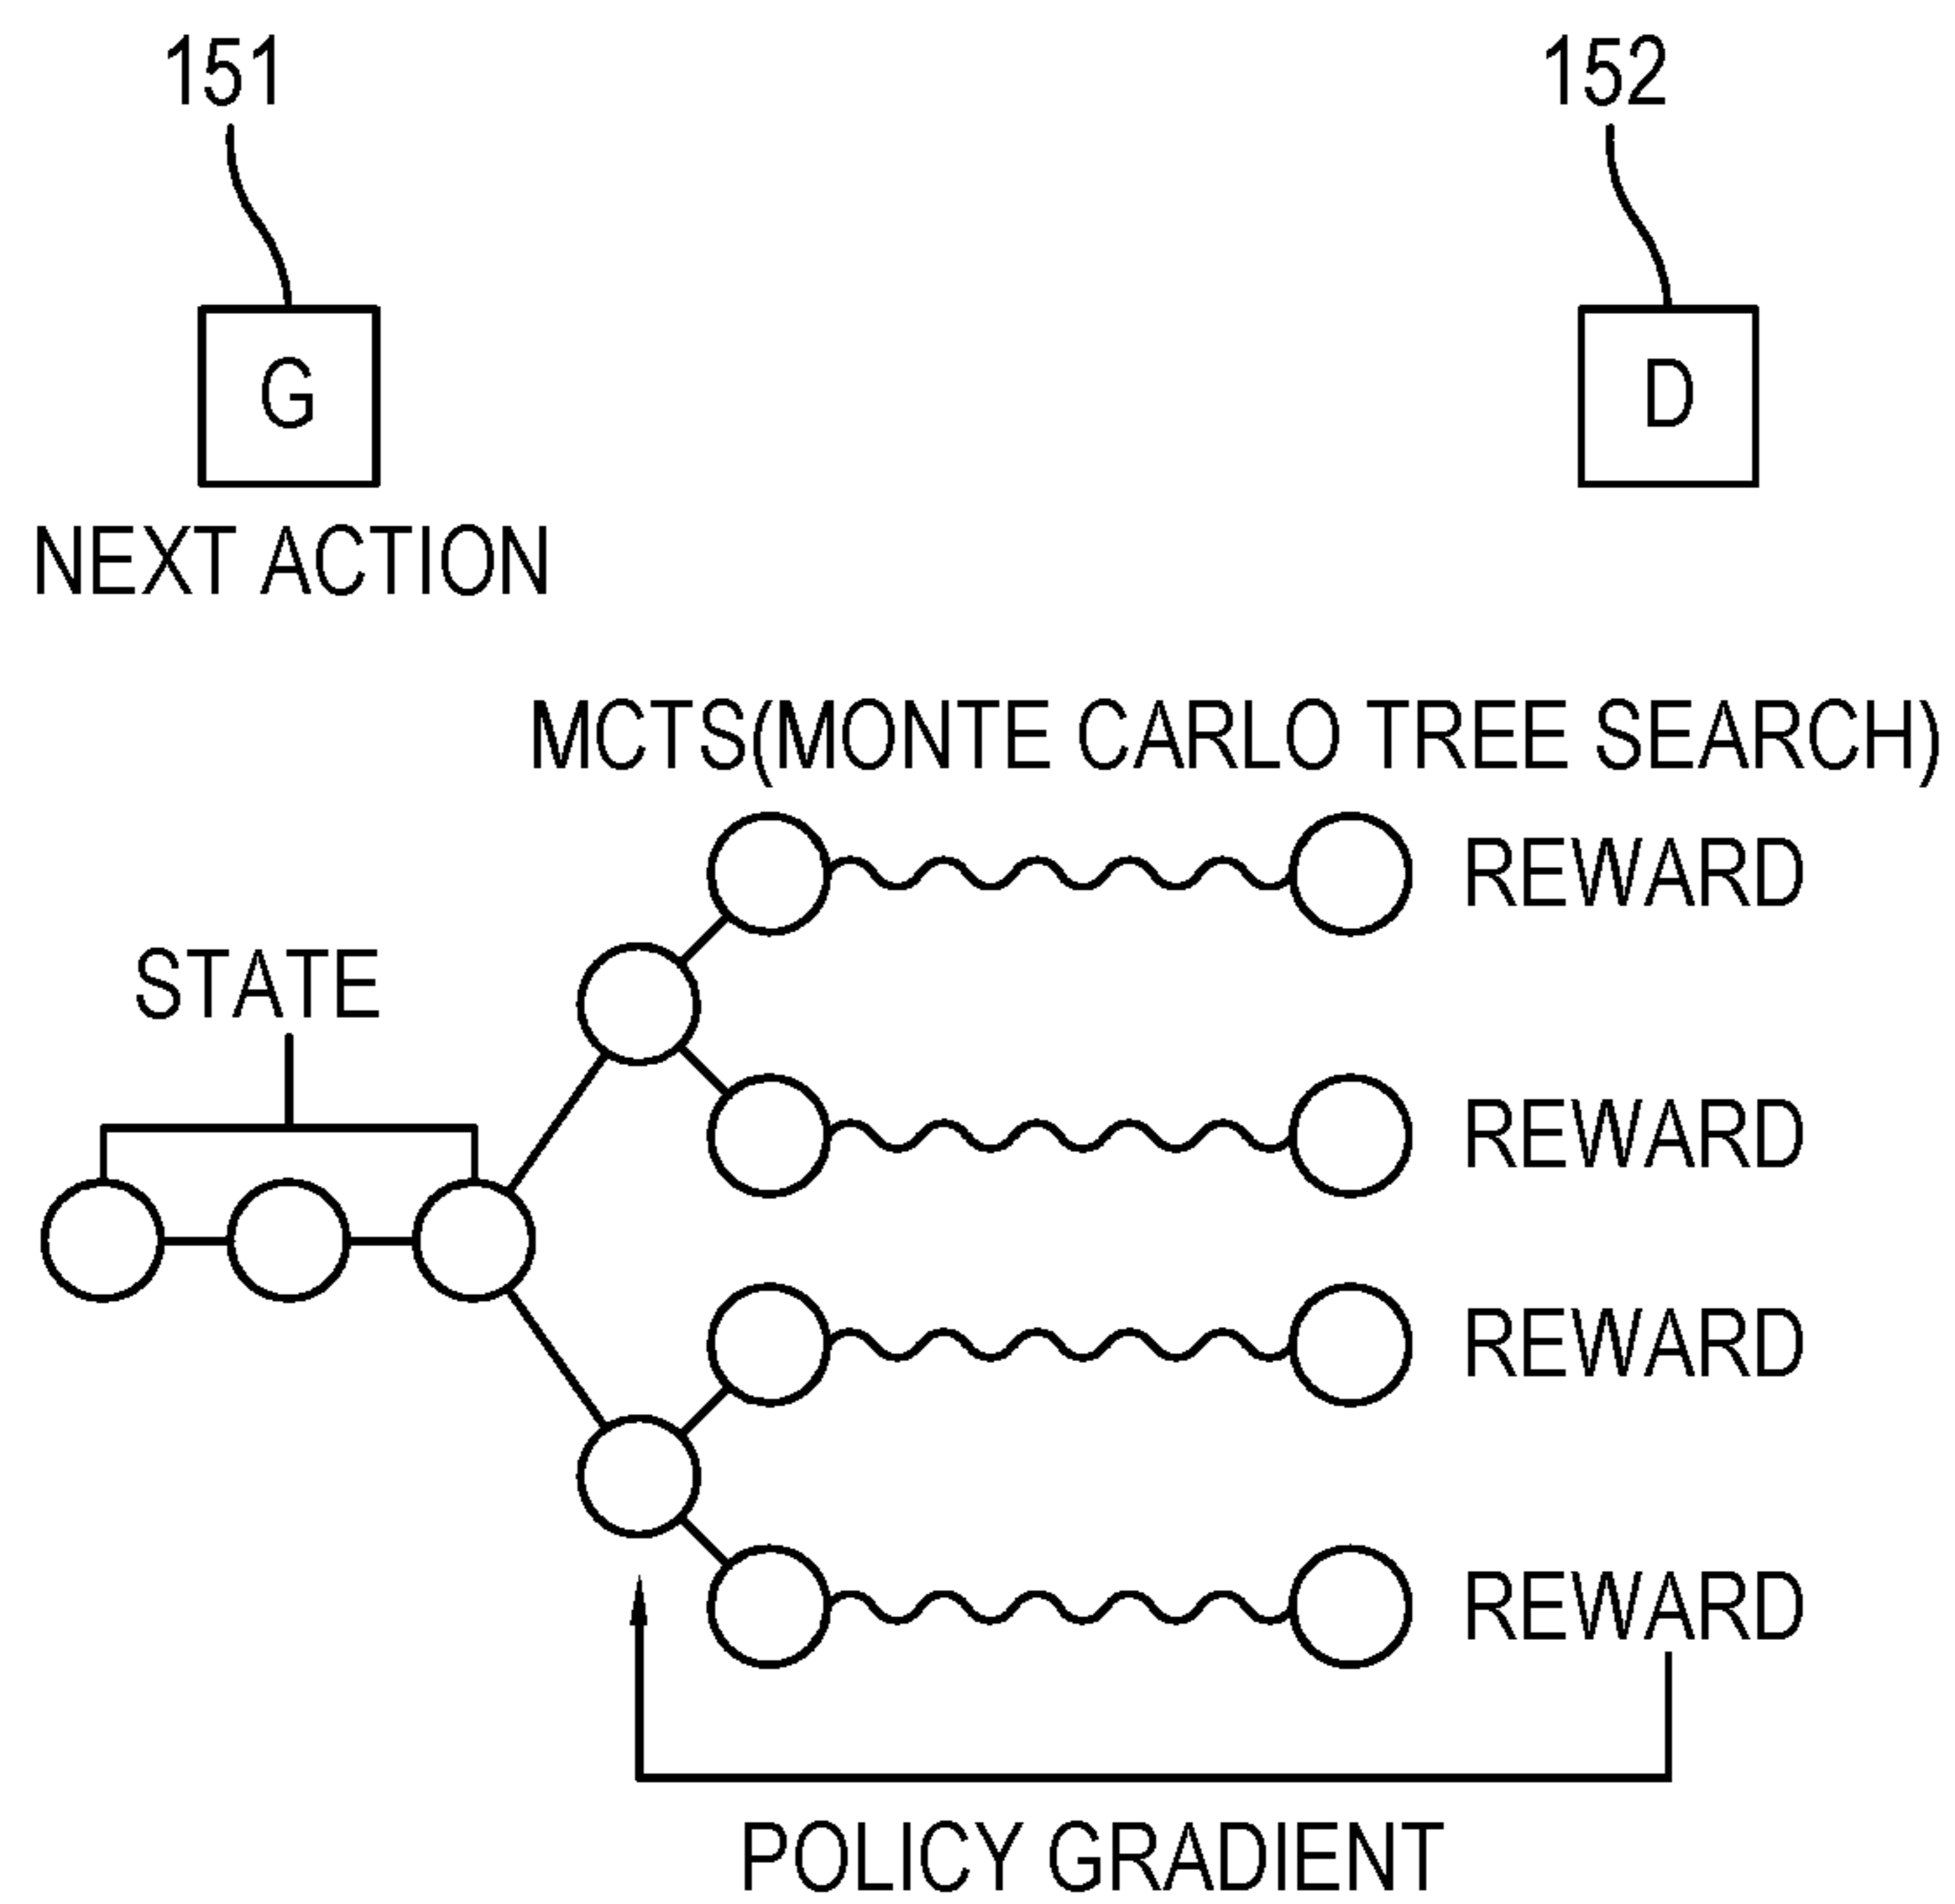 151
152
G
D
NEXT ACTION
MCTS(MONTE CARLO TREE SEARCH)
REWARD
STATE
REWARD
REWARD
REWARD
POLICY GRADIENT